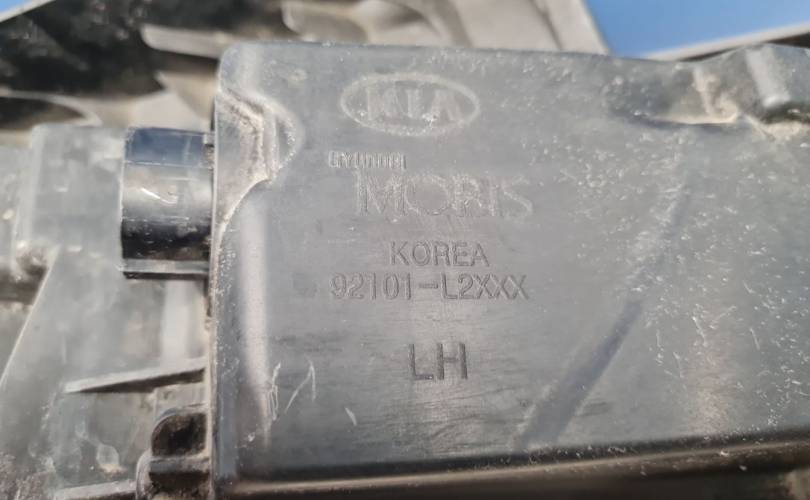 KIA
HYUNDAI
MOBIS
KOREA
92101-L2XXX
LH